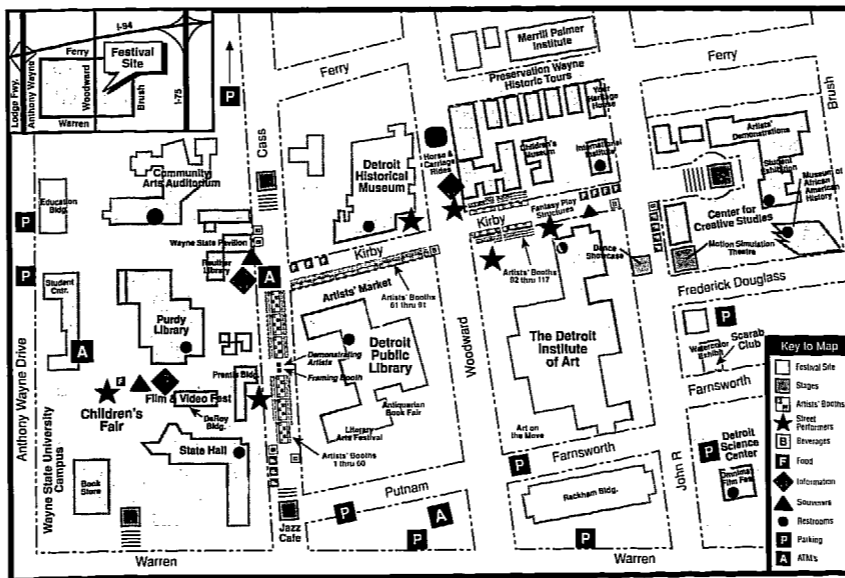 I-94
Ferry
Festival
Site
Lodge Fwy.
Anthony Wayne
Woodward
Brush
I-75
Warren
P
Ferry
Merrill Palmer
Institute
Preservation Wayne
Historic Tours
Your
Heritage
House
Ferry
Brush
Cass
Community
Arts Auditorium
Education
Bldg.
P
Detroit
Historical
Museum
Horse &
Carriage
Rides
Children's
Museum
International
Institute
Artists'
Demonstrations
Student
Exhibition
Museum of
African
American
History
Center for
Creative Studies
Motion Simulation
Theatre
Wayne State Pavilion
Reuther
Library
Kirby
Kirby
Fantasy Play
Structures
Dance
Showcase
Frederick Douglass
P
Student
Cntr.
A
A
Artists' Market
Artists' Booths
61 thru 91
Artists' Booths
92 thru 117
Purdy
Library
Detroit
Public
Library
Demonstrating
Artists
Framing Booth
Prentis Bldg.
The Detroit
Institute
of Art
Woodward
P
Watercolor
Exhibit
Scarab
Club
Farnsworth
Anthony Wayne Drive
Wayne State University
Campus
F
Children's
Fair
Film & Video Fest
DeRoy
Bldg.
State Hall
Book
Store
Antiquarian
Book Fair
Literary
Arts Festival
Artists' Booths
1 thru 60
Art on
the Move
Farnsworth
P
P
Detroit
Science
Center
Omnimax
Film Fest
John R
Putnam
Rackham Bldg.
Jazz
Cafe
P
A
P
P
Warren
Warren
Key to Map
Festival Site
Stages
Artists' Booths
Street
Performers
B Beverages
F Food
Information
Souvenirs
Restrooms
P Parking
A ATM's